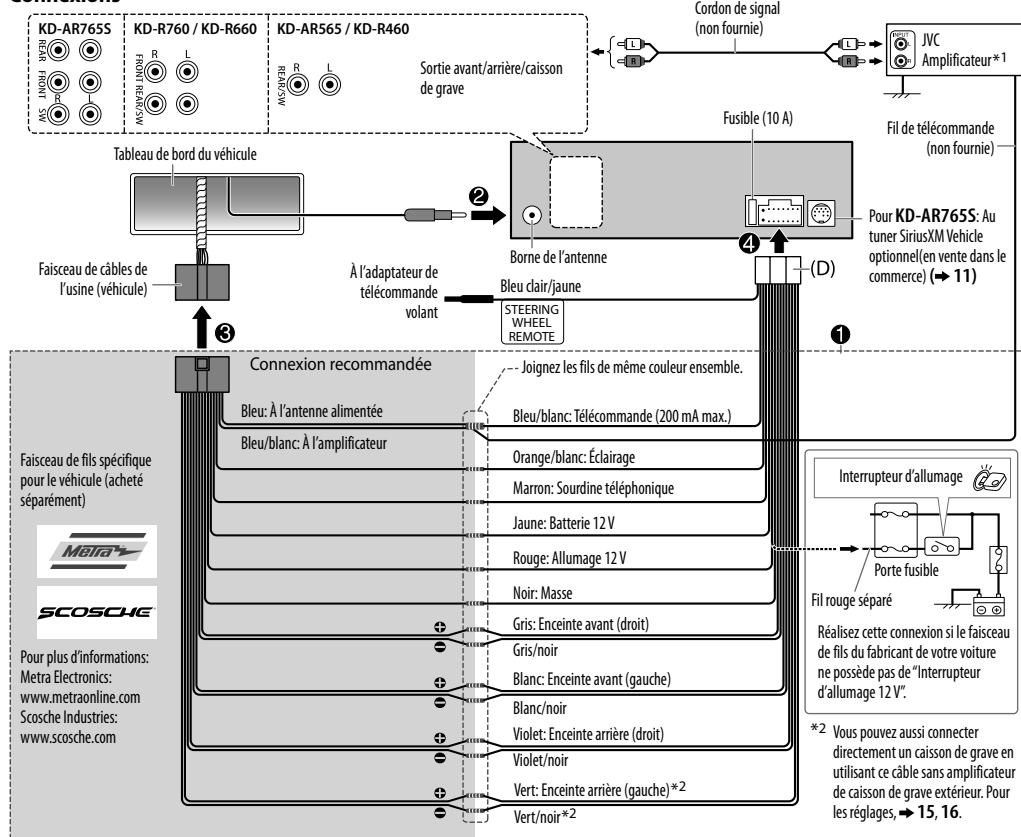 Connexions
Cordon de signal
(non fournie)
KD-AR765S
REAR
FRONT
SW
R L
KD-R760 / KD-R660
R L
FRONT
REAR/SW
KD-AR565 / KD-R460
R L
REAR/SW
Sortie avant/arrière/caisson
de grave
L
R
L
R
INPUT
L
R
JVC
Amplificateur*1
Fil de télécommande
(non fournie)
Tableau de bord du véhicule
Fusible (10 A)
2
Borne de l'antenne
4
Pour KD-AR765S: Au
tuner SiriusXM Vehicle
optionnel(en vente dans le
commerce) (➜ 11)
(D)
Faisceau de câbles de
l'usine (véhicule)
À l'adaptateur de
télécommande
volant
Bleu clair/jaune
STEERING
WHEEL
REMOTE
3
1
Connexion recommandée
Joignez les fils de même couleur ensemble.
Bleu: À l'antenne alimentée
Bleu/blanc: À l'amplificateur
Bleu/blanc: Télécommande (200 mA max.)
Orange/blanc: Éclairage
Marron: Sourdine téléphonique
Jaune: Batterie 12 V
Rouge: Allumage 12 V
Noir: Masse
Gris: Enceinte avant (droit)
Gris/noir
Blanc: Enceinte avant (gauche)
Blanc/noir
Violet: Enceinte arrière (droit)
Violet/noir
Vert: Enceinte arrière (gauche)*2
Vert/noir*2
Faisceau de fils spécifique
pour le véhicule (acheté
séparément)
Metra
SCOSCHE
Pour plus d'informations:
Metra Electronics:
www.metraonline.com
Scosche Industries:
www.scosche.com
Interrupteur d'allumage
Porte fusible
Fil rouge séparé
Réalisez cette connexion si le faisceau
de fils du fabricant de votre voiture
ne possède pas de "Interrupteur
d'allumage 12 V".
*2 Vous pouvez aussi connecter
directement un caisson de grave en
utilisant ce câble sans amplificateur
de caisson de grave extérieur. Pour
les réglages, ➜ 15, 16.